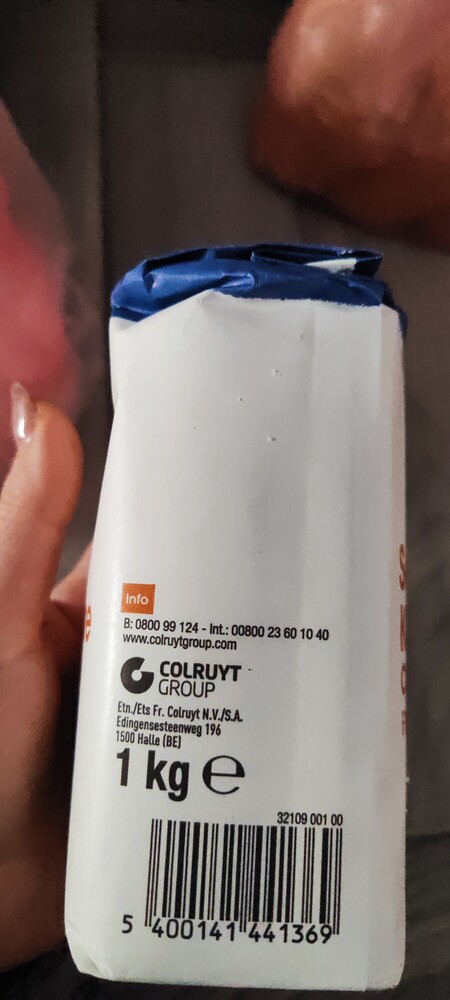 Info
B: 0800 99 124 - Int.: 00800 23 60 10 40
www.colruytgroup.com
COLRUYT
GROUP
Etn./Ets Fr. Colruyt N.V./S.A.
Edingensesteenweg 196
1500 Halle (BE)
1 kg ℮
32109 001 00
5 400141 441369